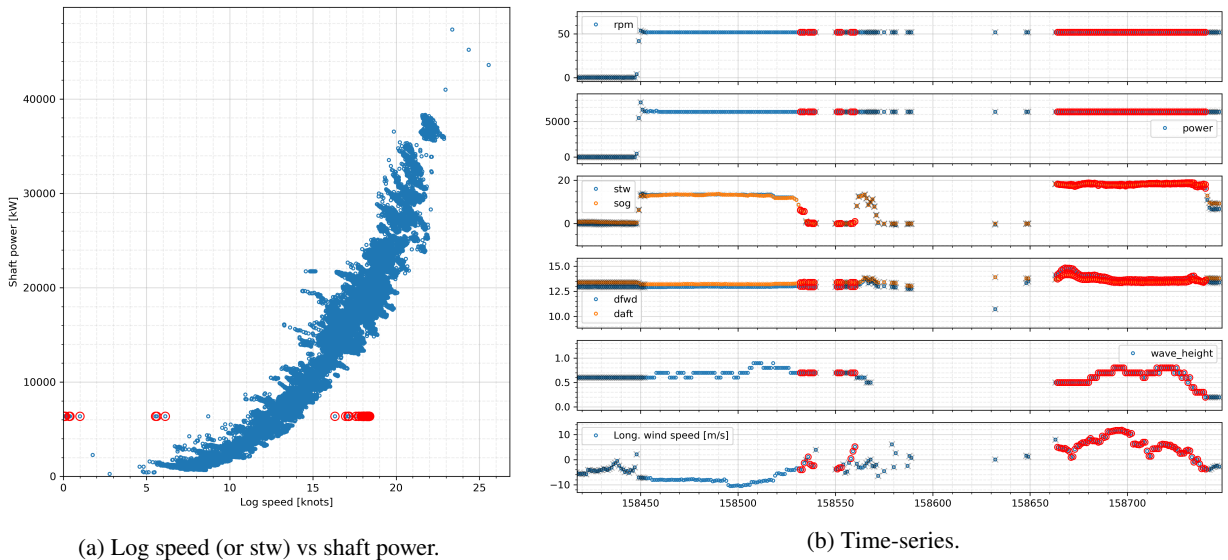 40000
30000
20000
10000
0
0
5
10
15
20
25
Shaft power [kW]
Log speed [knots]
(a) Log speed (or stw) vs shaft power.
50
0
rpm
5000
0
power
20
0
stw
sog
15.0
12.5
10.0
dfwd
daft
1.0
0.5
0.0
wave_height
10
0
−10
Long. wind speed [m/s]
158450
158500
158550
158600
158650
158700
(b) Time-series.